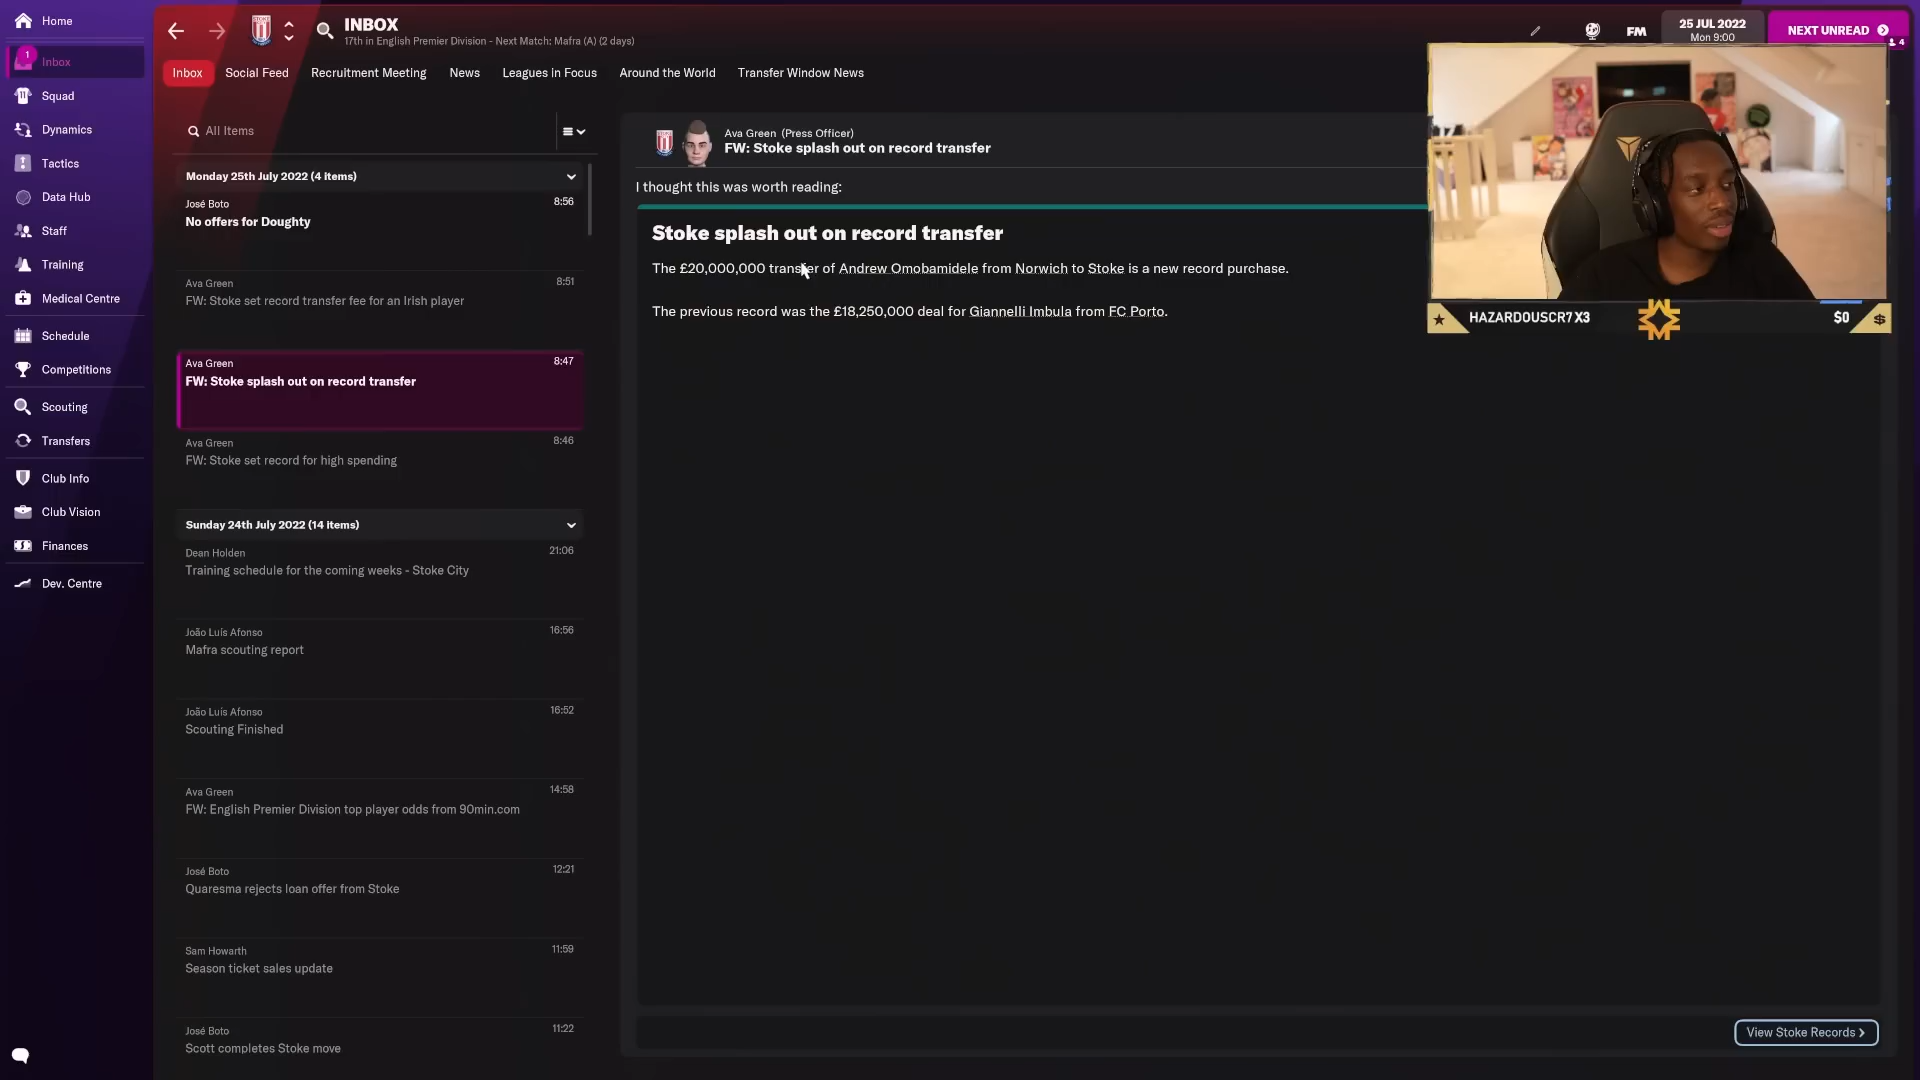 Home
1
Inbox
Squad
Dynamics
Tactics
Data Hub
Staff
Training
Medical Centre
Schedule
Competitions
Scouting
Transfers
Club Info
Club Vision
Finances
Dev. Centre
INBOX
17th in English Premier Division - Next Match: Mafra (A) (2 days)
FM
25 JUL 2022
Mon 9:00
NEXT UNREAD
4
Inbox
Social Feed
Recruitment Meeting
News
Leagues in Focus
Around the World
Transfer Window News
All Items
Monday 25th July 2022 (4 items)
José Boto
8:56
No offers for Doughty
Ava Green
8:51
FW: Stoke set record transfer fee for an Irish player
Ava Green
8:47
FW: Stoke splash out on record transfer
Ava Green
8:46
FW: Stoke set record for high spending
Sunday 24th July 2022 (14 items)
Dean Holden
21:06
Training schedule for the coming weeks - Stoke City
João Luís Afonso
16:56
Mafra scouting report
João Luís Afonso
16:52
Scouting Finished
Ava Green
14:58
FW: English Premier Division top player odds from 90min.com
José Boto
12:21
Quaresma rejects loan offer from Stoke
Sam Howarth
11:59
Season ticket sales update
José Boto
11:22
Scott completes Stoke move
Ava Green (Press Officer)
FW: Stoke splash out on record transfer
I thought this was worth reading:
Stoke splash out on record transfer
The £20,000,000 transfer of Andrew Omobamidele from Norwich to Stoke is a new record purchase.
The previous record was the £18,250,000 deal for Giannelli Imbula from FC Porto.
HAZARDOUSCR7 X3
$0
$
View Stoke Records